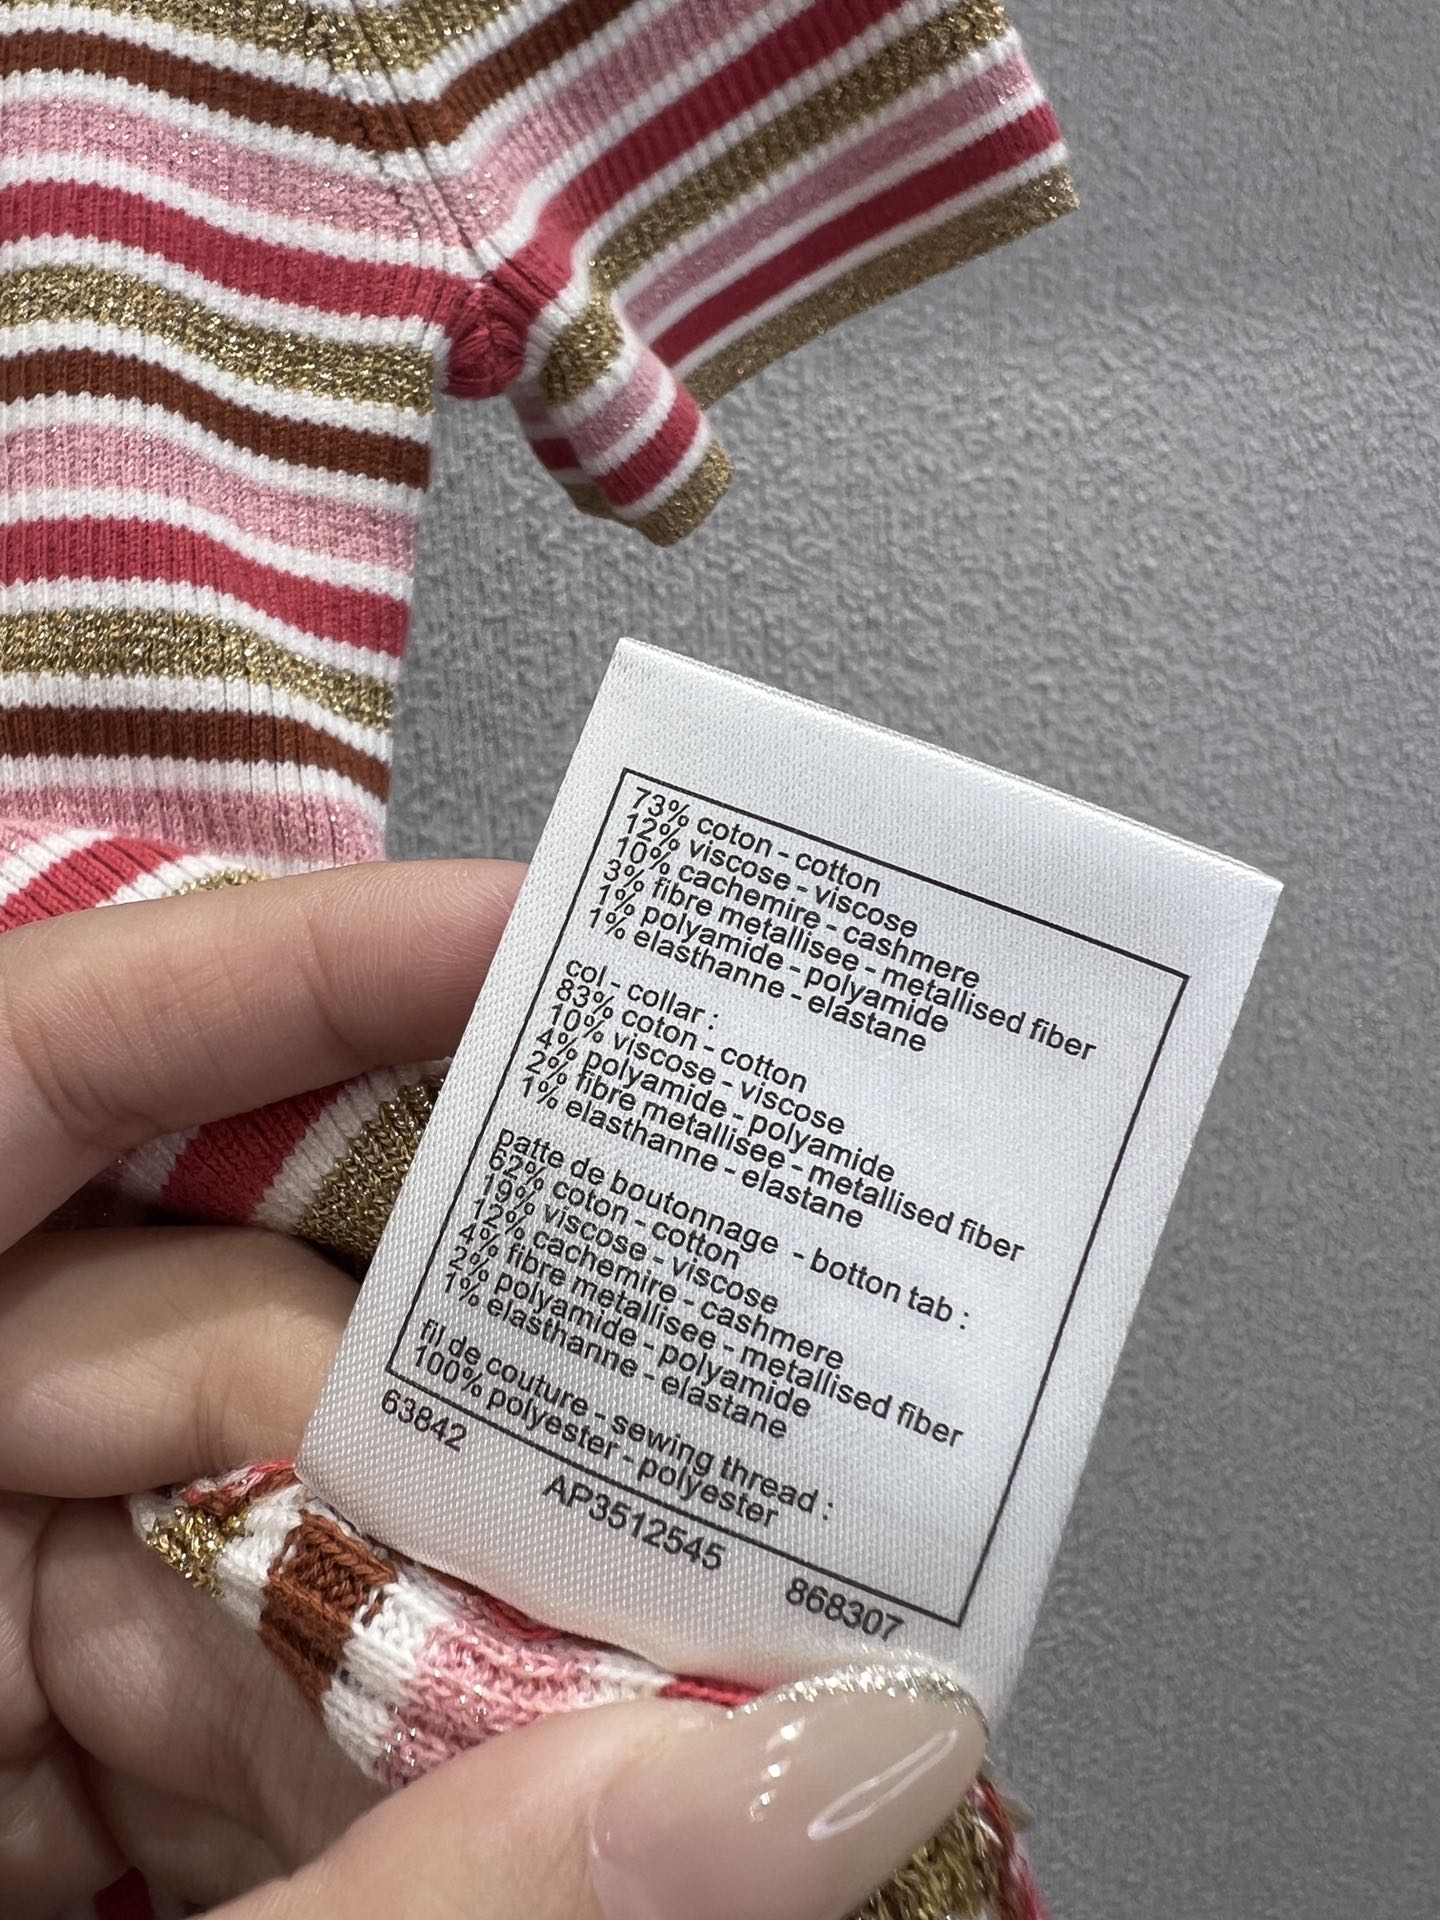 73% coton - cotton
12% viscose - viscose
10% cachemire - cashmere
3% fibre metallisee - metallised fiber
1% polyamide - polyamide
1% elasthanne - elastane
col - collar :
83% coton - cotton
10% viscose - viscose
4% polyamide - polyamide
2% fibre metallisee - metallised fiber
1% elasthanne - elastane
patte de boutonnage - botton tab :
62% coton - cotton
19% viscose - viscose
12% cachemire - cashmere
4% fibre metallisee - metallised fiber
2% polyamide - polyamide
1% elasthanne - elastane
fil de couture - sewing thread :
100% polyester - polyester
63842 AP3512545 868307